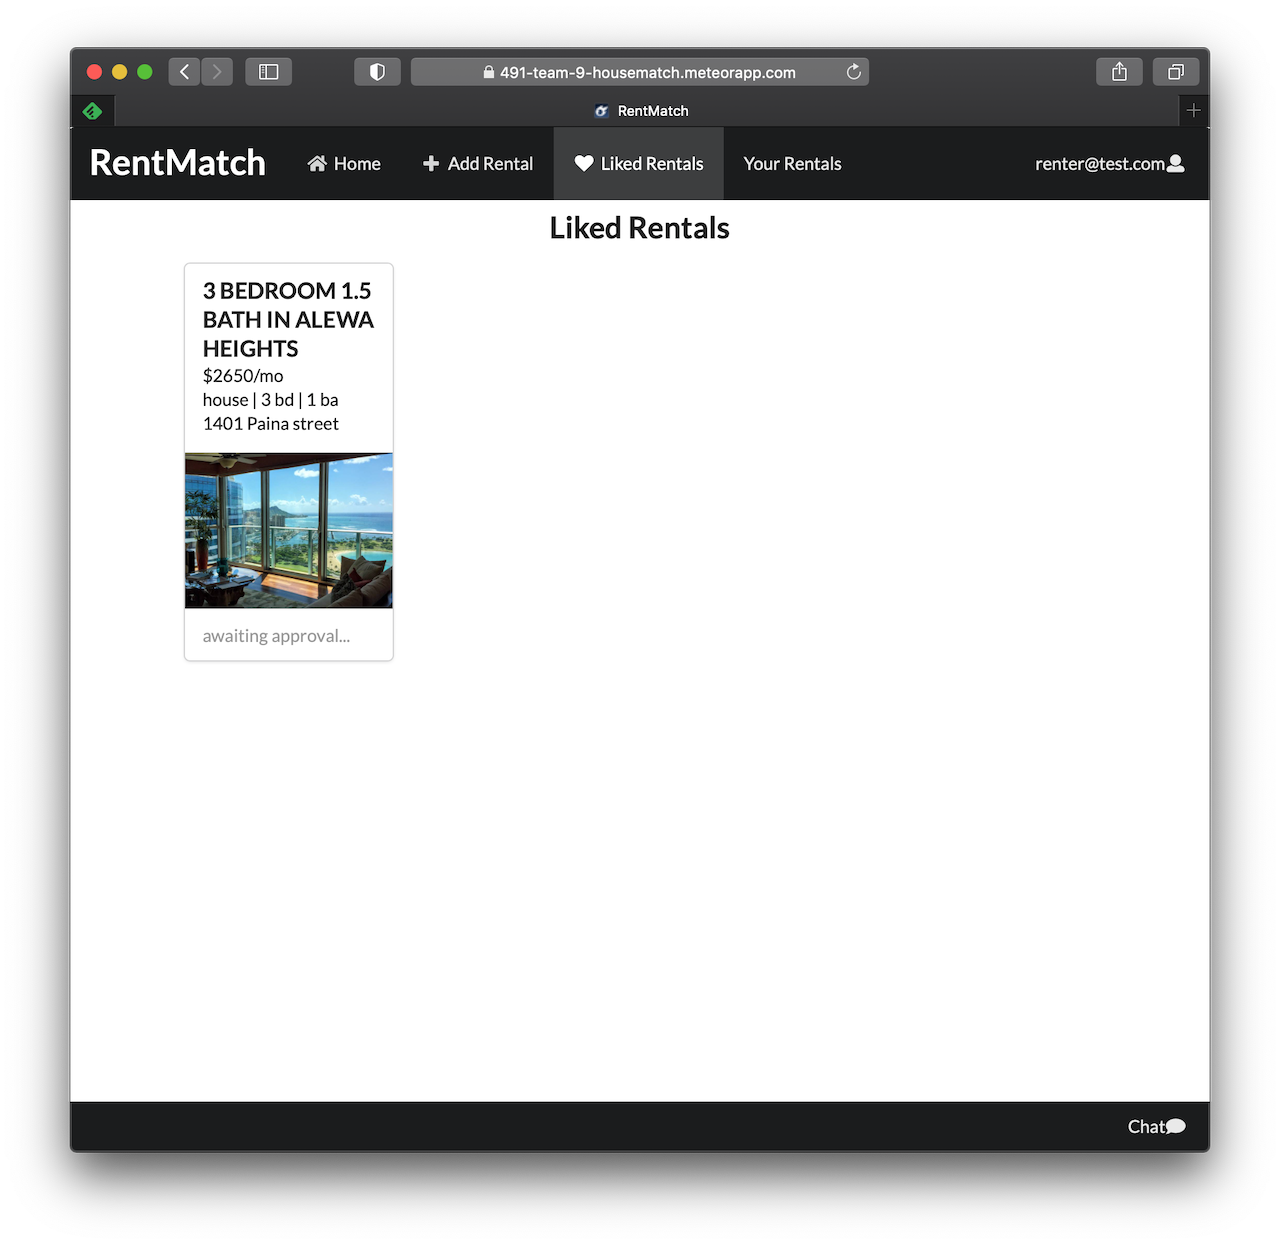 491-team-9-housematch.meteorapp.com
RentMatch
RentMatch Home Add Rental Liked Rentals Your Rentals renter@test.com
Liked Rentals
3 BEDROOM 1.5
BATH IN ALEWA
HEIGHTS
$2650/mo
house | 3 bd | 1 ba
1401 Paina street
awaiting approval...
Chat